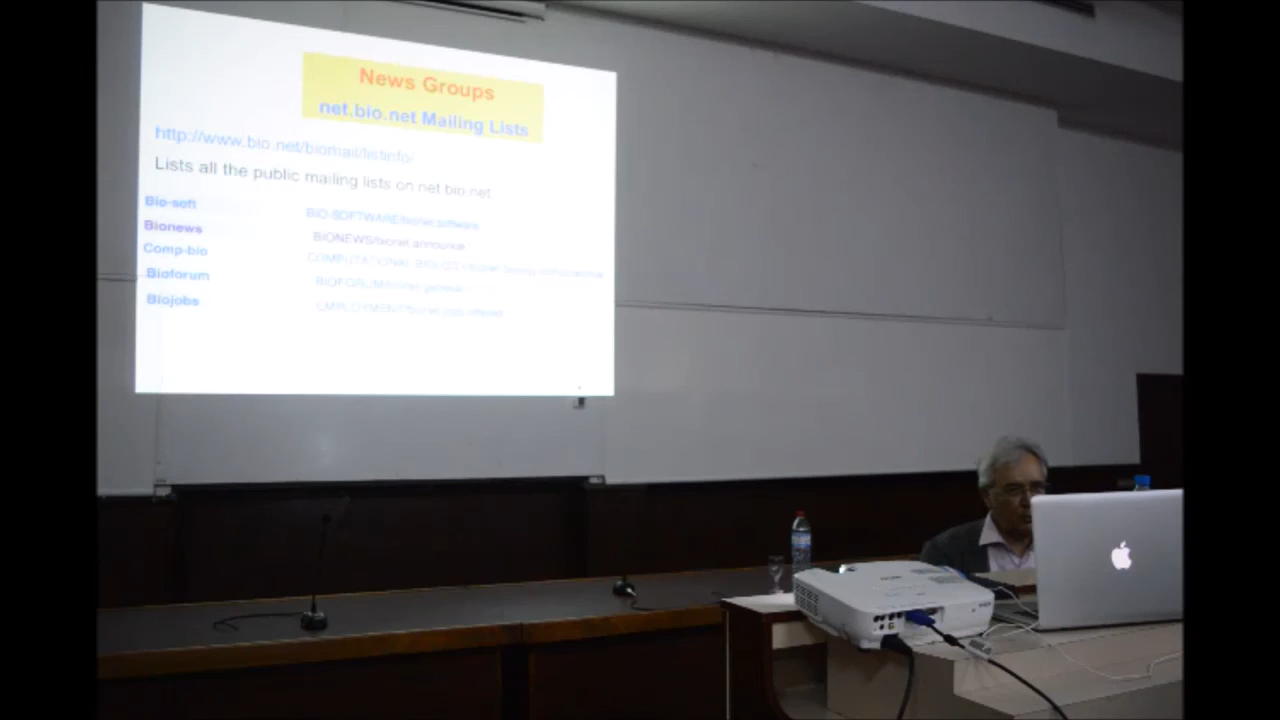 News Groups
net.bio.net Mailing Lists
http://www.bio.net/biomail/listinfo/
Lists all the public mailing lists on net bio net
Bio-soft BIO-SOFTWARE/bionet.software
Bionews BIONEWS/bionet.announce
Comp-bio COMPUTATIONAL BIOLOGY
Bioforum BIOFORUM/bionet.general
Biojobs EMPLOYMENT/bionet.jobs.offered